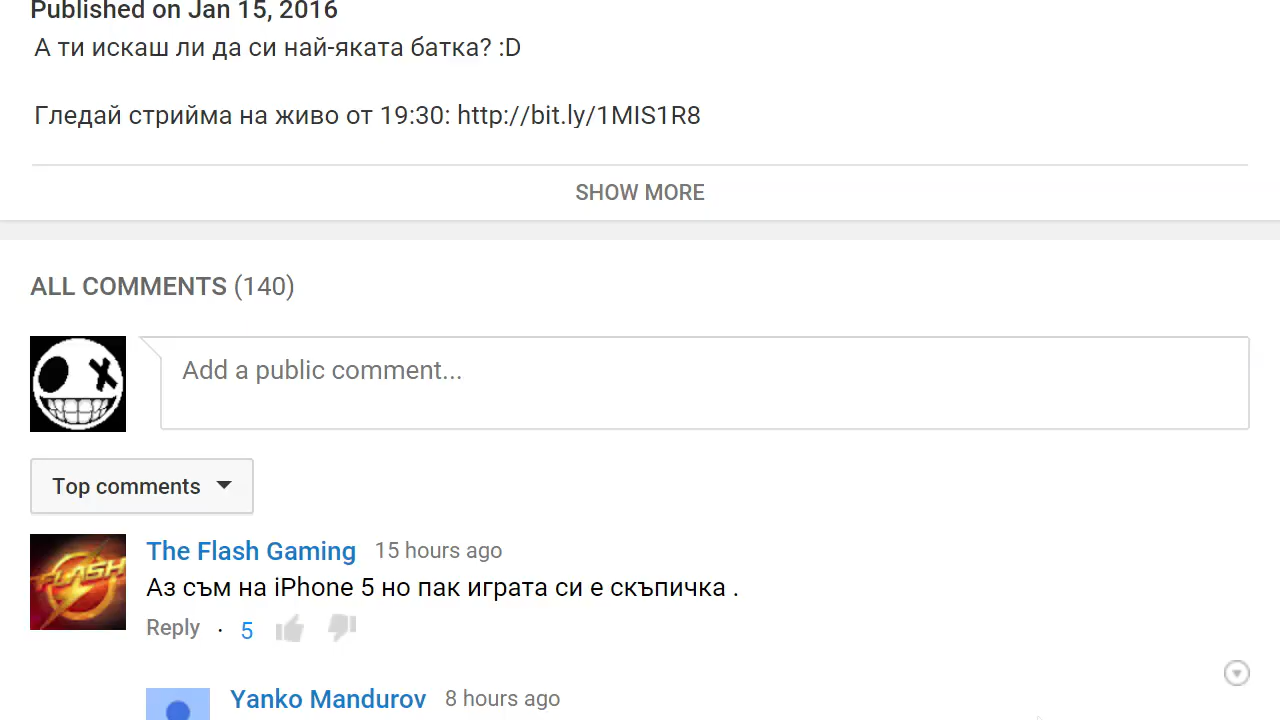 Published on Jan 15, 2016
А ти искаш ли да си най-яката батка? :D
Гледай стрийма на живо от 19:30: http://bit.ly/1MIS1R8
SHOW MORE
ALL COMMENTS (140)
Add a public comment...
Top comments
The Flash Gaming 15 hours ago
FLASH
Аз съм на iPhone 5 но пак играта си е скъпичка .
Reply · 5
Yanko Mandurov 8 hours ago